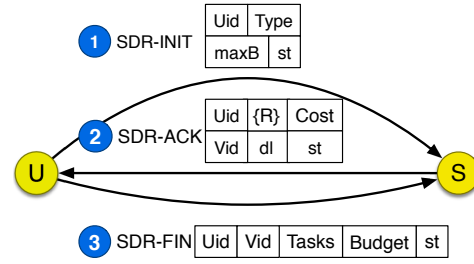 1 SDR-INIT Uid Type
maxB st
2 SDR-ACK Uid {R} Cost
Vid dl st
U S
3 SDR-FIN Uid Vid Tasks Budget st